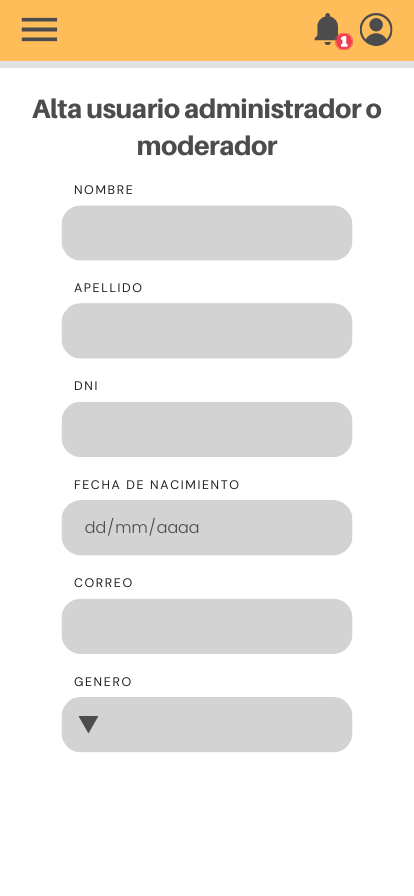 1
Alta usuario administrador o
moderador
NOMBRE
APELLIDO
DNI
FECHA DE NACIMIENTO
dd/mm/aaaa
CORREO
GENERO